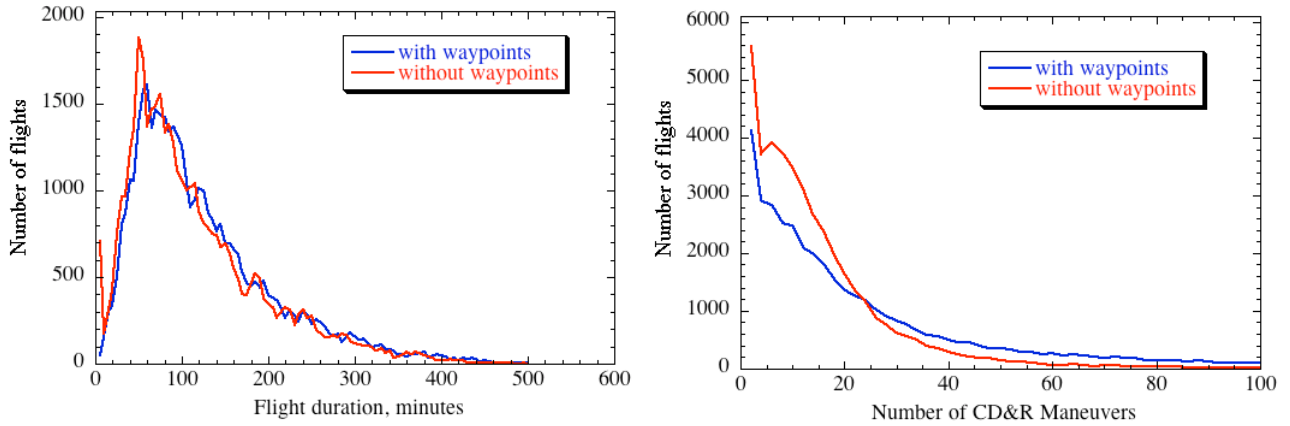 2000
1500
1000
500
0
Number of flights
with waypoints
without waypoints
0 100 200 300 400 500 600
Flight duration, minutes
6000
5000
4000
3000
2000
1000
0
Number of flights
with waypoints
without waypoints
0 20 40 60 80 100
Number of CD&R Maneuvers